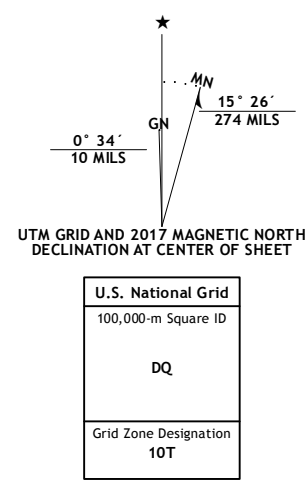 ★
MN
GN
15° 26´
274 MILS
0° 34´
10 MILS
UTM GRID AND 2017 MAGNETIC NORTH
DECLINATION AT CENTER OF SHEET
U.S. National Grid
100,000-m Square ID
DQ
Grid Zone Designation
10T